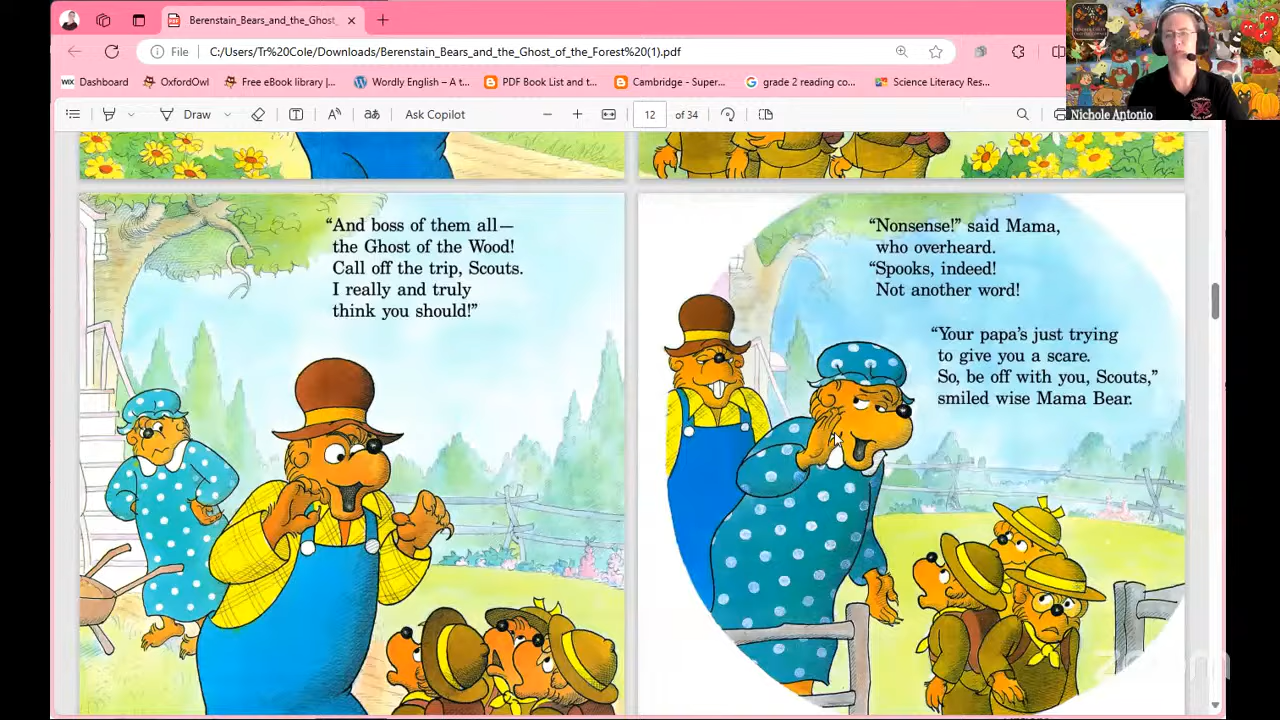 Berenstain_Bears_and_the_Ghost_
File C:/Users/Tr%20Cole/Downloads/Berenstain_Bears_and_the_Ghost_of_the_Forest%20(1).pdf
WIX Dashboard OxfordOwl Free eBook library |... Wordly English – A t... PDF Book List and t... Cambridge - Super... grade 2 reading co... Science Literacy Res...
Draw Ask Copilot 12 of 34
Nichole Antonio
“And boss of them all—
the Ghost of the Wood!
Call off the trip, Scouts.
I really and truly
think you should!”
“Nonsense!” said Mama,
who overheard.
“Spooks, indeed!
Not another word!
“Your papa’s just trying
to give you a scare.
So, be off with you, Scouts,”
smiled wise Mama Bear.
zoom